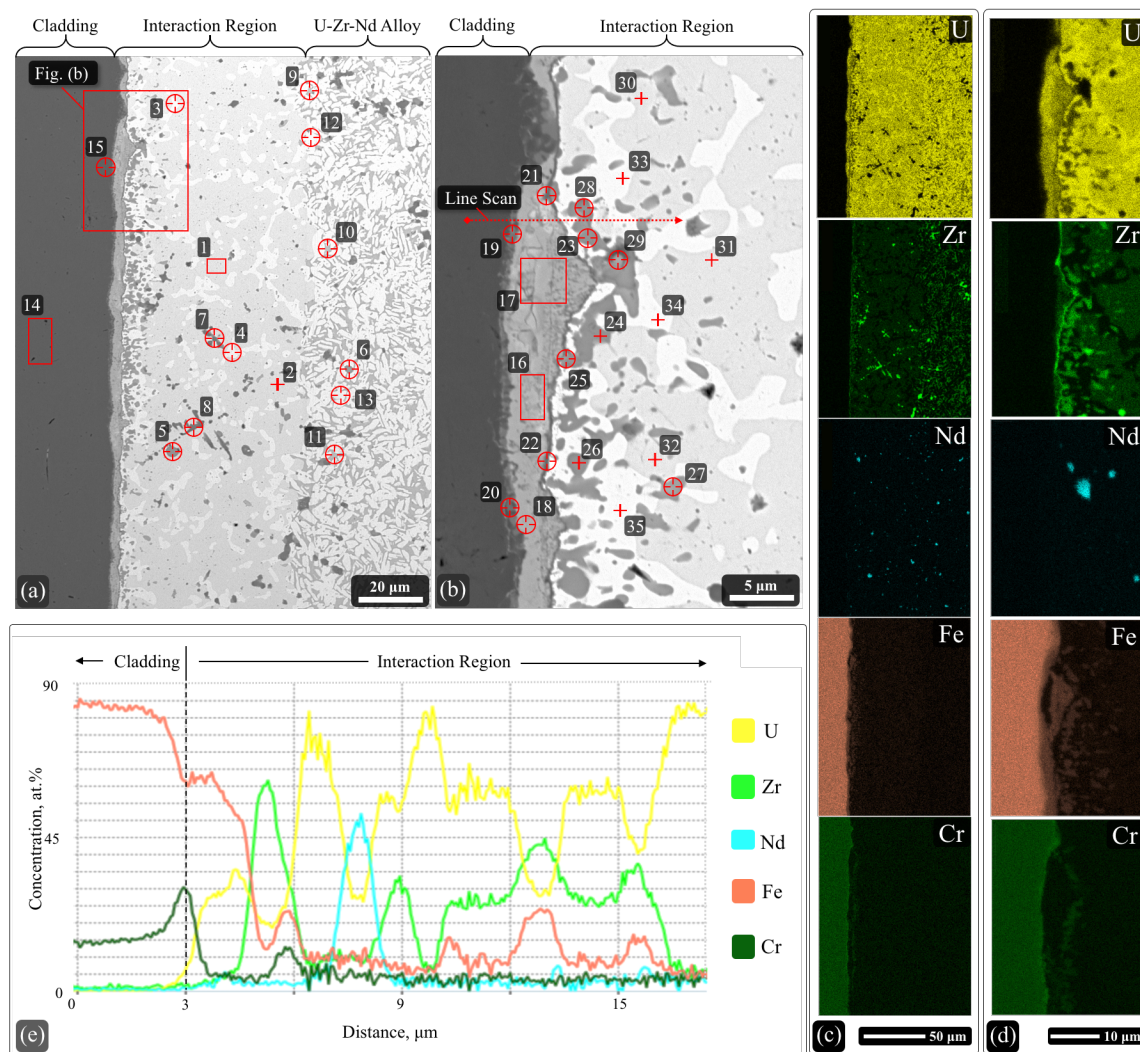 Cladding Interaction Region U-Zr-Nd Alloy
Fig. (b)
3
9
12
15
10
1
14
7
4
6
2
13
8
5
11
(a)
20 μm
Cladding Interaction Region
30
33
21
28
Line Scan
19
23
29
31
17
34
24
16
25
22
26
32
27
20
18
35
(b)
5 μm
U
Zr
Nd
Fe
Cr
(c)
50 μm
U
Zr
Nd
Fe
Cr
(d)
10 μm
Cladding Interaction Region
90
45
0
Concentration, at.%
0 3 9 15
Distance, μm
U
Zr
Nd
Fe
Cr
(e)